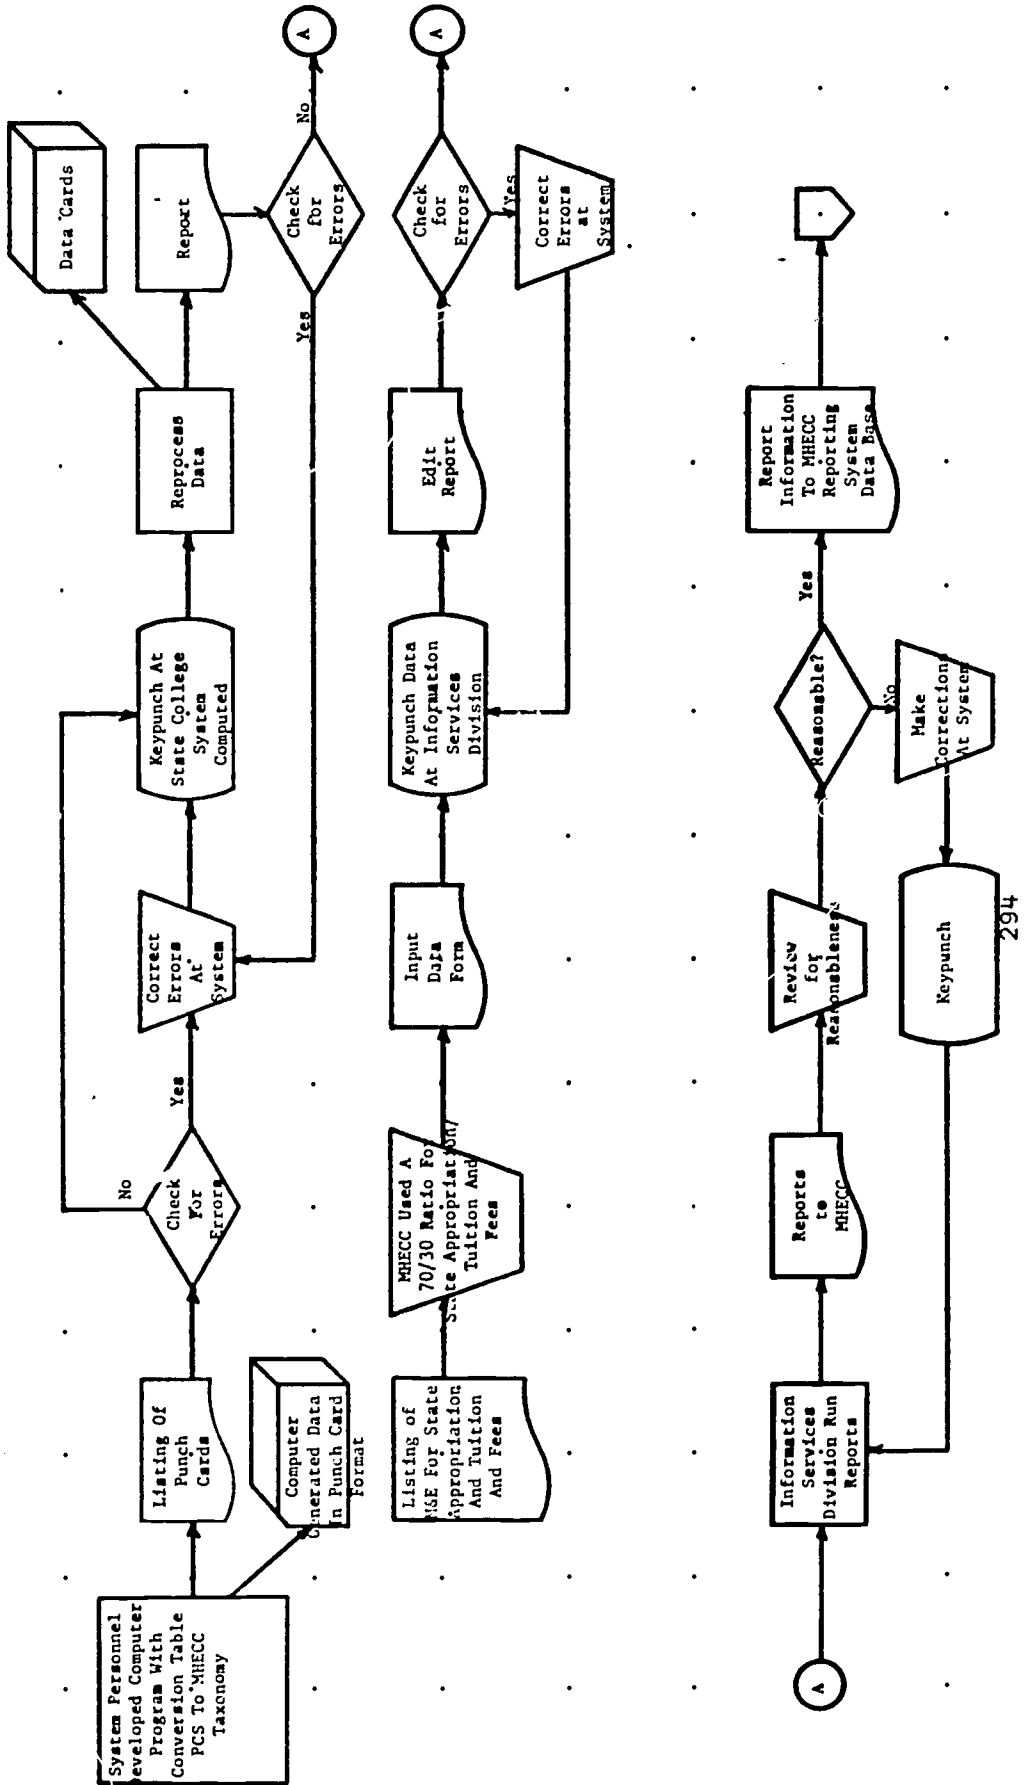 System Personnel
eveloped Computer
Program With
Conversion Table
PCS To MHECC
Taxonomy
Listing Of
Punch
Cards
Computer
Generated Data
In Punch Card
Format
Check
For
Errors
No
Yes
Correct
Errors
At
System
Keypunch At
State College
System
Computed
Reprocess
Data
Data Cards
Report
Check
for
Errors
No
Yes
A
Listing of
M&E For State
Appropriation
And Tuition
And Fees
MHECC Used A
70/30 Ratio For
State Appropriation/
Tuition And
Fees
Input
Data
Form
Keypunch Data
At Information
Services
Division
Edit
Report
Check
for
Errors
Yes
Correct
Errors
at
System
A
A
Information
Services
Division Run
Reports
Reports
to
MHECC
Review
for
Reasonableness
Reasonable?
Yes
No
Make
Corrections
At System
Keypunch
Report
Information
To MHECC
Reporting
System
Data Base
294